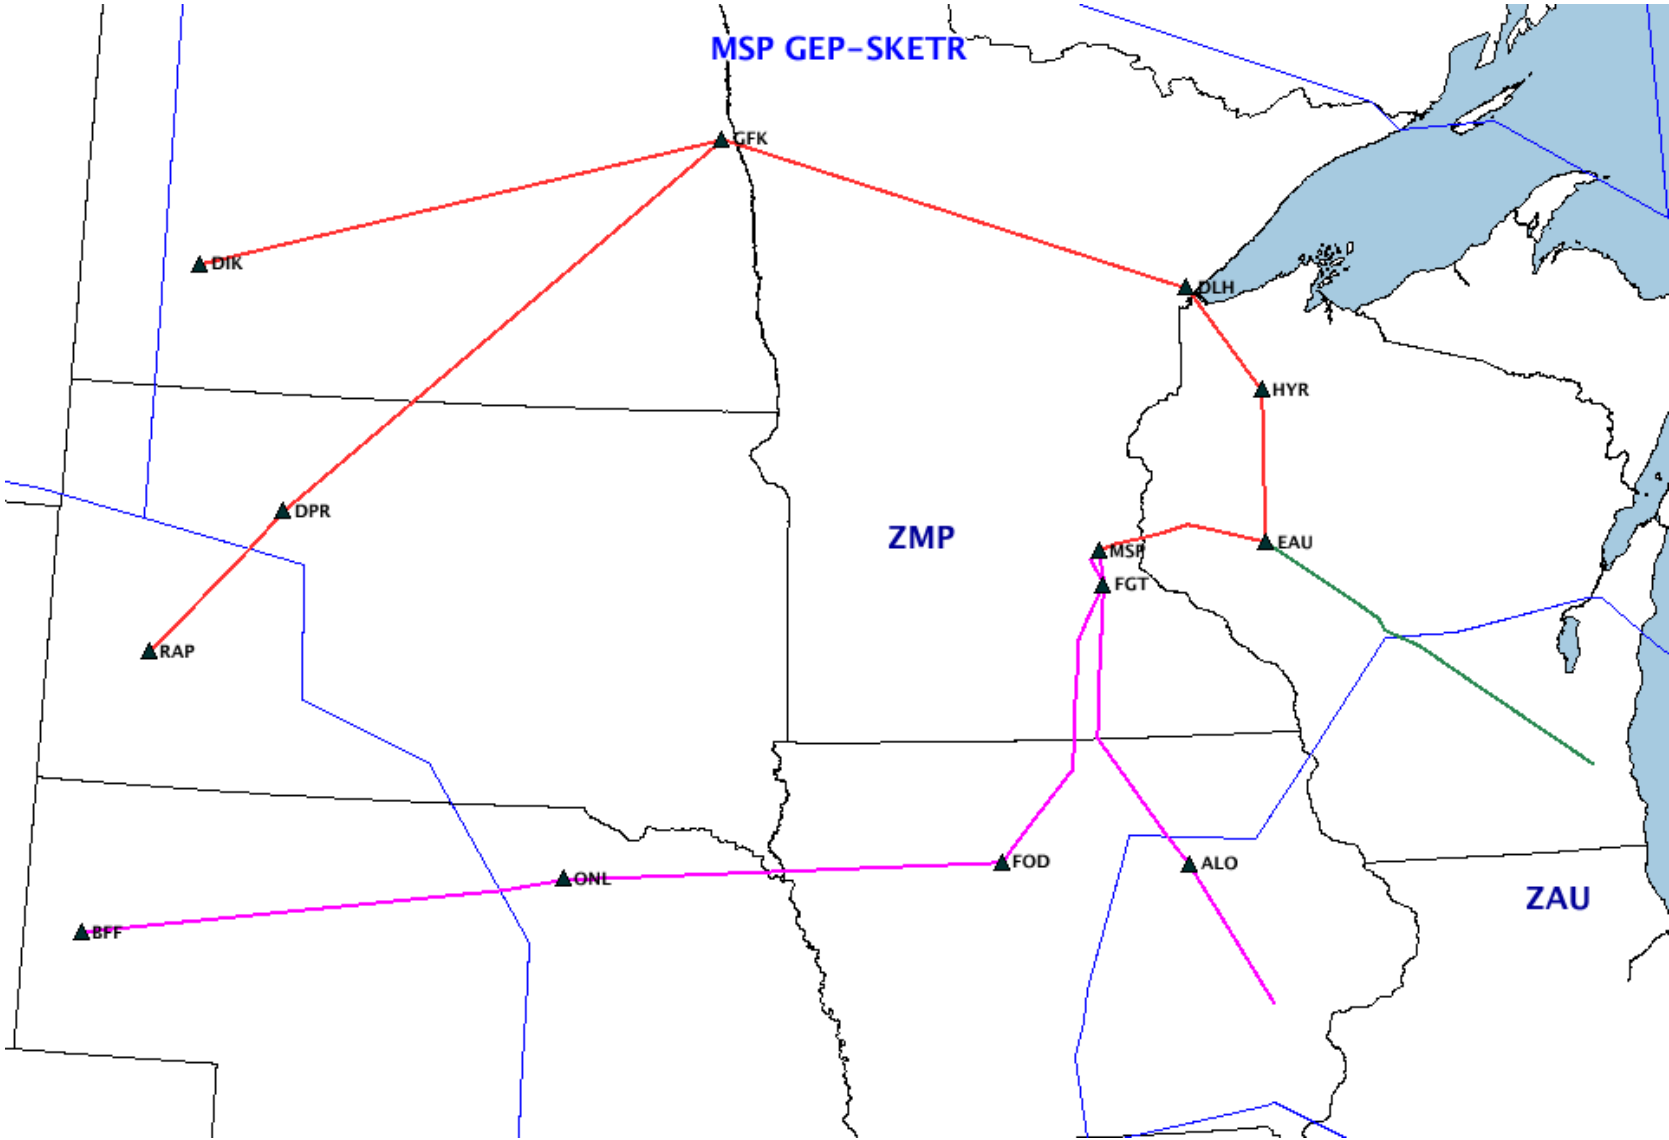 MSP GEP-SKETR
GFK
DIK
DLH
HYR
DPR
ZMP
EAU
MSP
FGT
RAP
FOD
ALO
ONL
ZAU
BFF